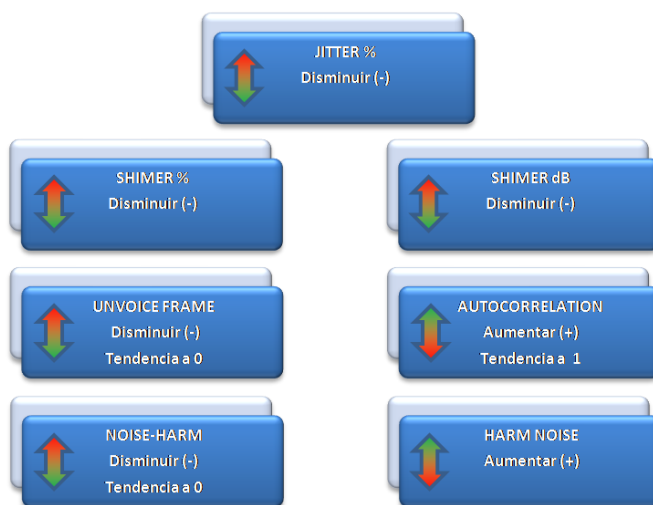 JITTER %
Disminuir (-)
SHIMER %
Disminuir (-)
SHIMER dB
Disminuir (-)
UNVOICE FRAME
Disminuir (-)
Tendencia a 0
AUTOCORRELATION
Aumentar (+)
Tendencia a 1
NOISE-HARM
Disminuir (-)
Tendencia a 0
HARM NOISE
Aumentar (+)